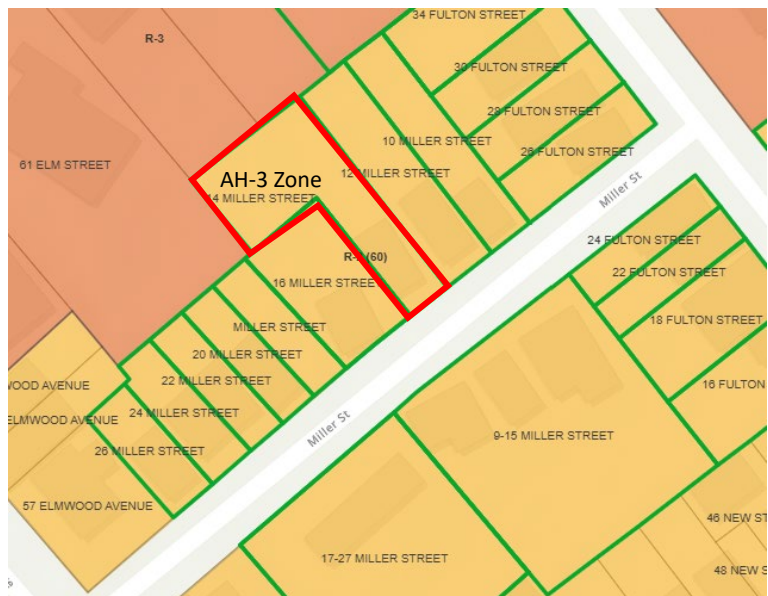 34 FULTON STREET
R-3
30 FULTON STREET
28 FULTON STREET
10 MILLER STREET
26 FULTON STREET
61 ELM STREET
12 MILLER STREET
AH-3 Zone
14 MILLER STREET
Miller St
24 FULTON STREET
(60)
16 MILLER STREET
22 FULTON STREET
MILLER STREET
18 FULTON STREET
20 MILLER STREET
22 MILLER STREET
16 FULTON
WOOD AVENUE
24 MILLER STREET
ELMWOOD AVENUE
Miller St
9-15 MILLER STREET
26 MILLER STREET
57 ELMWOOD AVENUE
46 NEW ST
17-27 MILLER STREET
48 NEW S